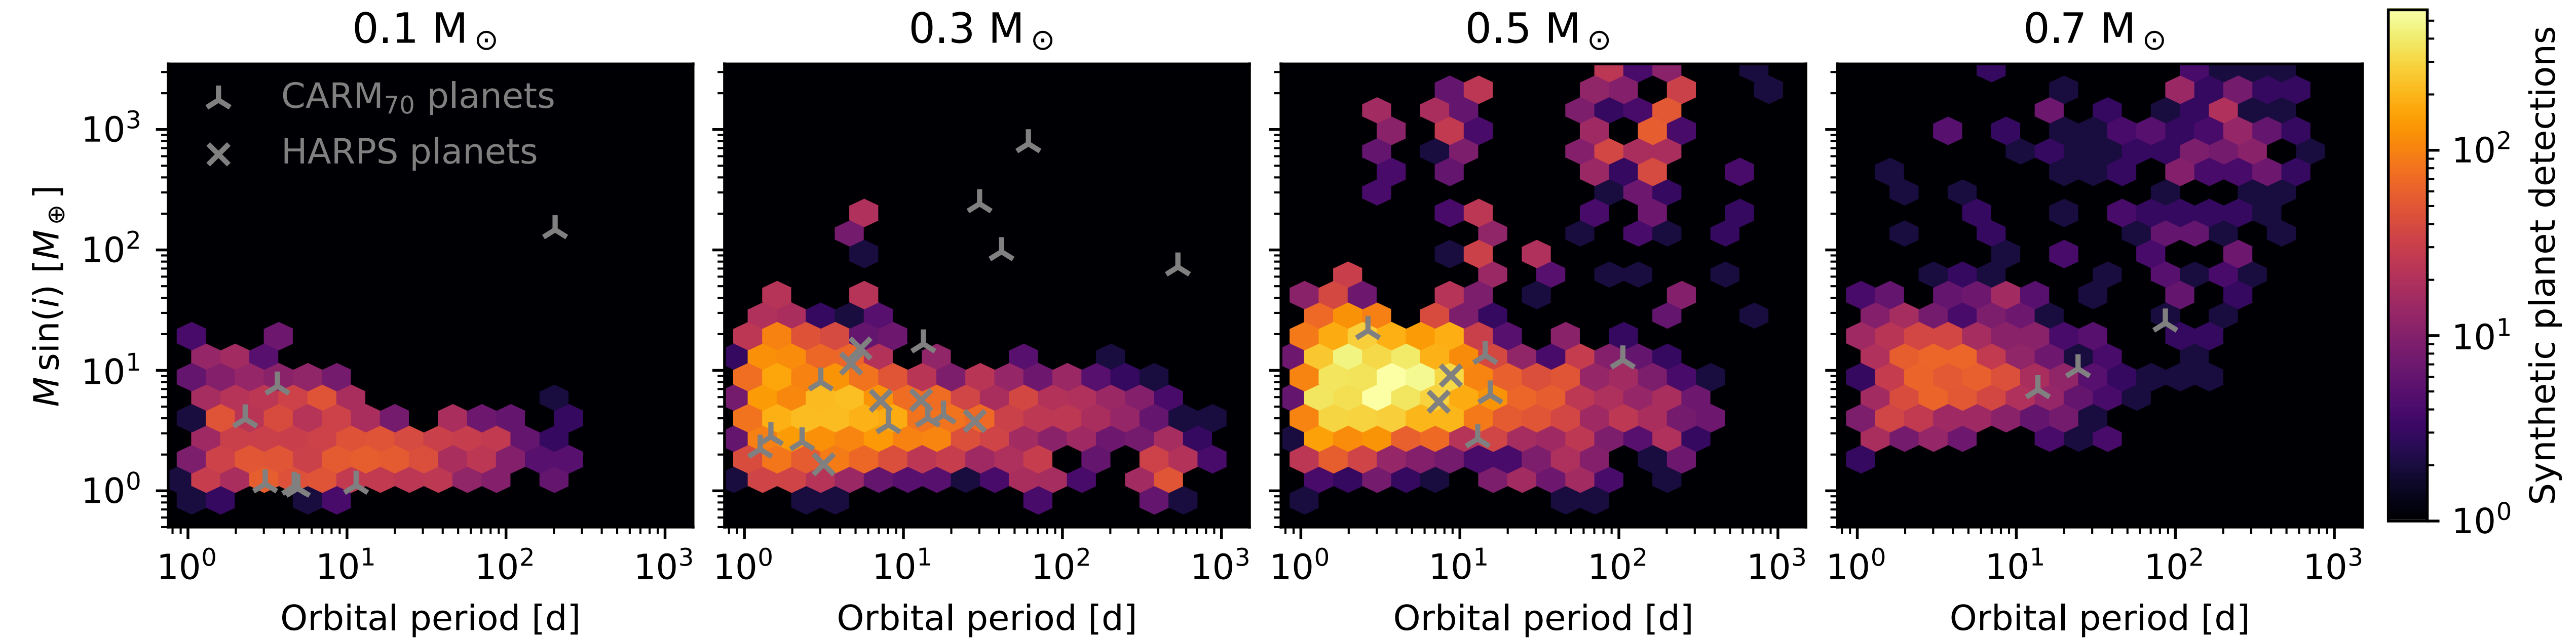 0.1 M⊙ 0.3 M⊙ 0.5 M⊙ 0.7 M⊙
CARM₇₀ planets
HARPS planets
M sin(i) [M⊕]
10³
10²
10¹
10⁰
10⁰ 10¹ 10² 10³ 10⁰ 10¹ 10² 10³ 10⁰ 10¹ 10² 10³ 10⁰ 10¹ 10² 10³
Orbital period [d] Orbital period [d] Orbital period [d] Orbital period [d]
10²
10¹
10⁰
Synthetic planet detections